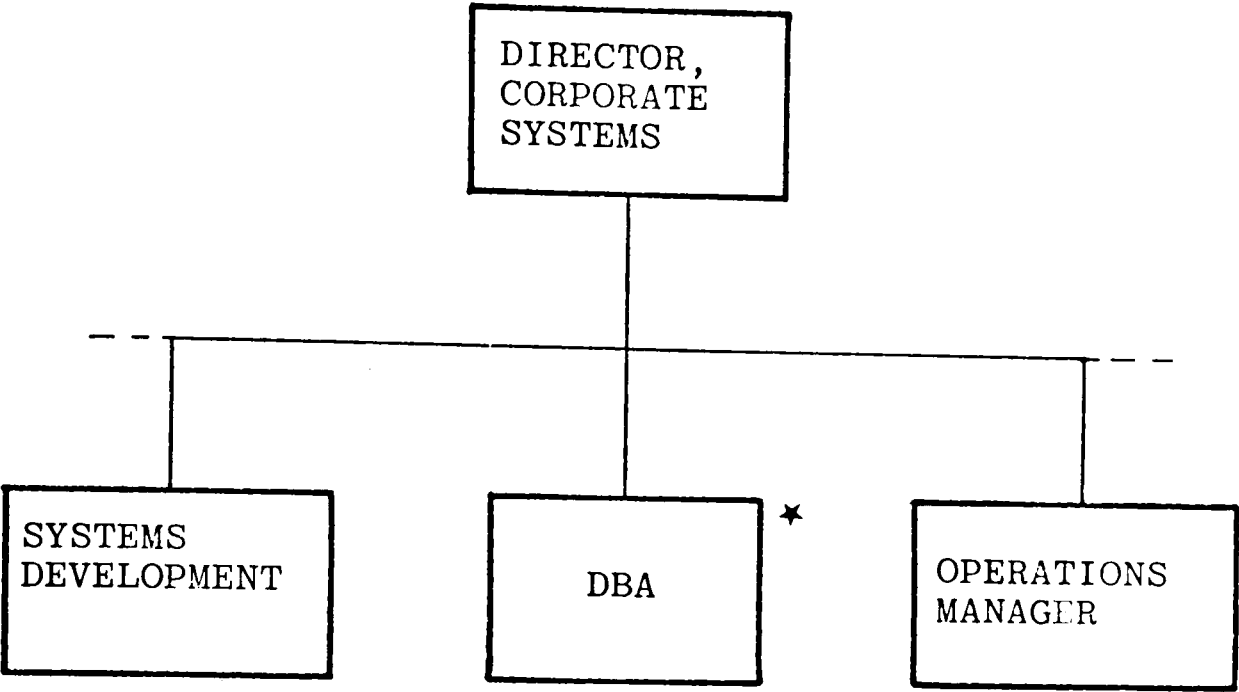 DIRECTOR,
CORPORATE
SYSTEMS
SYSTEMS
DEVELOPMENT
DBA
★
OPERATIONS
MANAGER